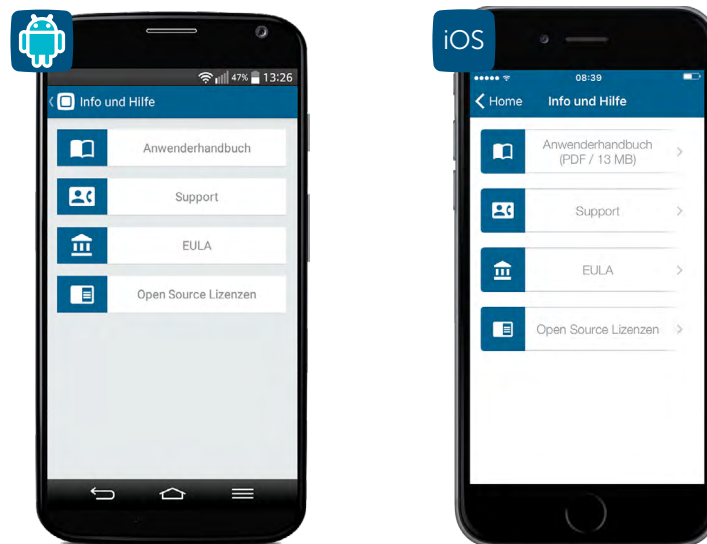 47% 13:26
Info und Hilfe
Anwenderhandbuch
Support
EULA
Open Source Lizenzen
iOS
08:39
Home Info und Hilfe
Anwenderhandbuch
(PDF / 13 MB)
Support
EULA
Open Source Lizenzen